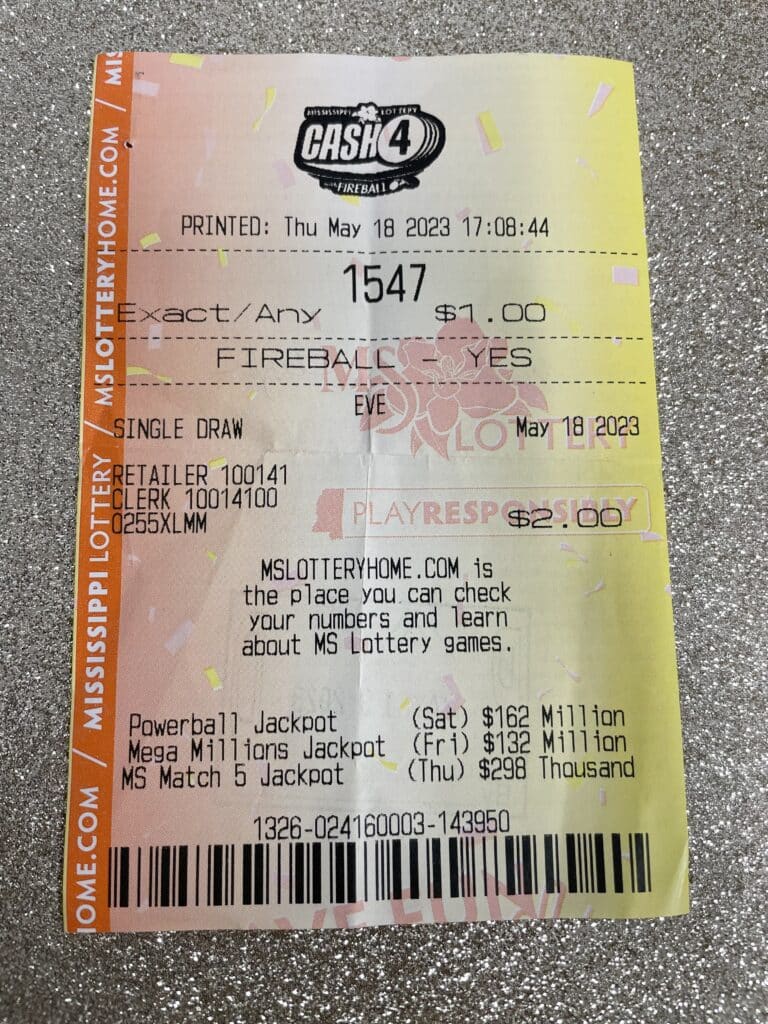 MISSISSIPPI LOTTERY
CASH 4
FIREBALL
PRINTED: Thu May 18 2023 17:08:44
1547
Exact/Any $1.00
FIREBALL - YES
EVE
SINGLE DRAW May 18 2023
MS LOTTERY
RETAILER 100141
CLERK 10014100
0255XLMM $2.00
PLAYRESPONSIBLY
MSLOTTERYHOME.COM is
the place you can check
your numbers and learn
about MS Lottery games.
Powerball Jackpot (Sat) $162 Million
Mega Millions Jackpot (Fri) $132 Million
MS Match 5 Jackpot (Thu) $298 Thousand
1326-024160003-143950
VE FUN
OME.COM / MISSISSIPPI LOTTERY / MSLOTTERYHOME.COM / MIS